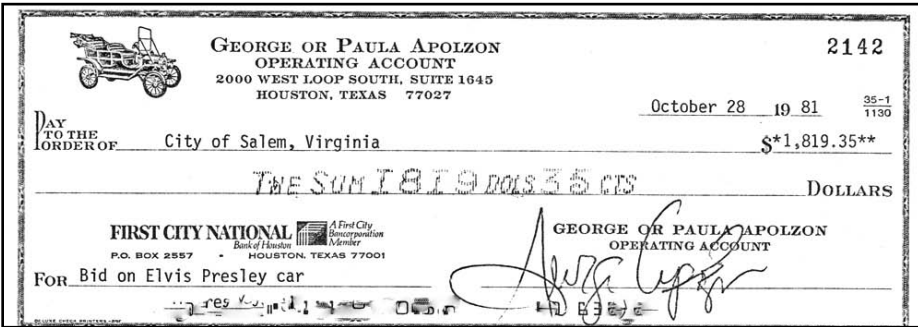 GEORGE OR PAULA APOLZON 2142
OPERATING ACCOUNT
2000 WEST LOOP SOUTH, SUITE 1645
HOUSTON, TEXAS 77027
October 28 19 81 35-1
1130
PAY
TO THE
ORDER OF City of Salem, Virginia $*1,819.35**
THE SUM 1819 DOLS 35 CTS DOLLARS
FIRST CITY NATIONAL A First City
Bank of Houston Bancorporation
Member
P.O. BOX 2557 • HOUSTON, TEXAS 77001
GEORGE OR PAULA APOLZON
OPERATING ACCOUNT
FOR Bid on Elvis Presley car